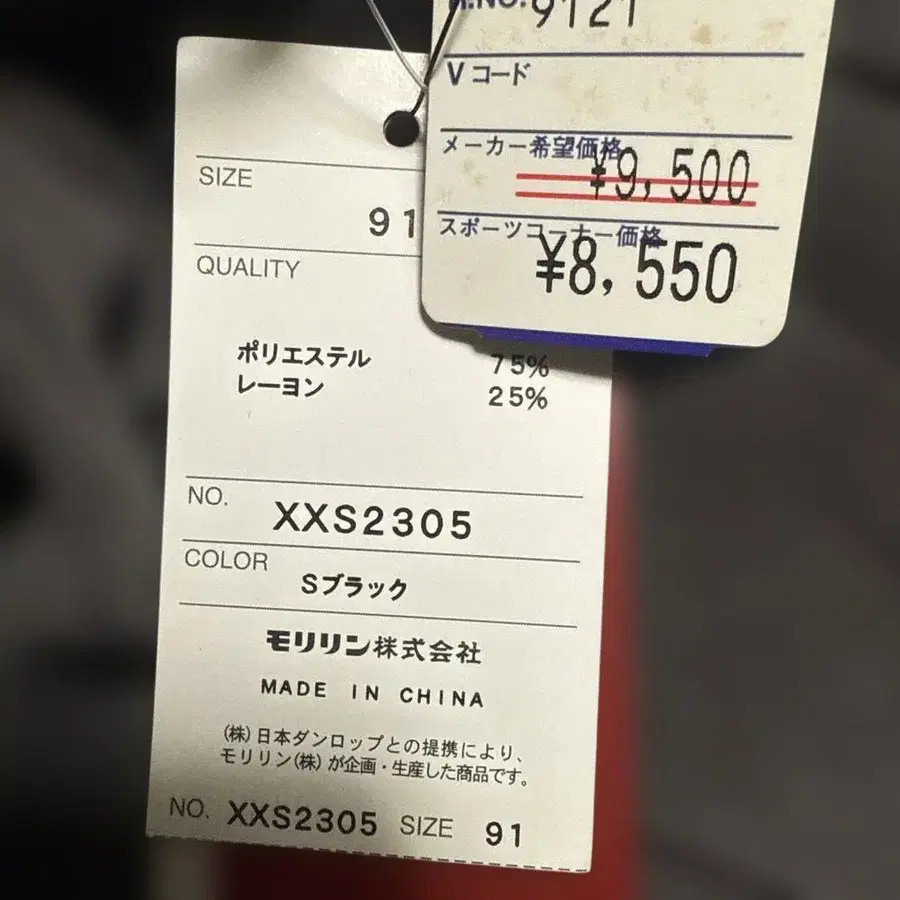 H.NO. 9121
Vコード
メーカー希望価格
¥9,500
スポーツコーナー価格
¥8,550
SIZE
91
QUALITY
ポリエステル 75%
レーヨン 25%
NO. XXS2305
COLOR
Sブラック
モリリン株式会社
MADE IN CHINA
(株)日本ダンロップとの提携により、
モリリン(株)が企画・生産した商品です。
NO. XXS2305 SIZE 91